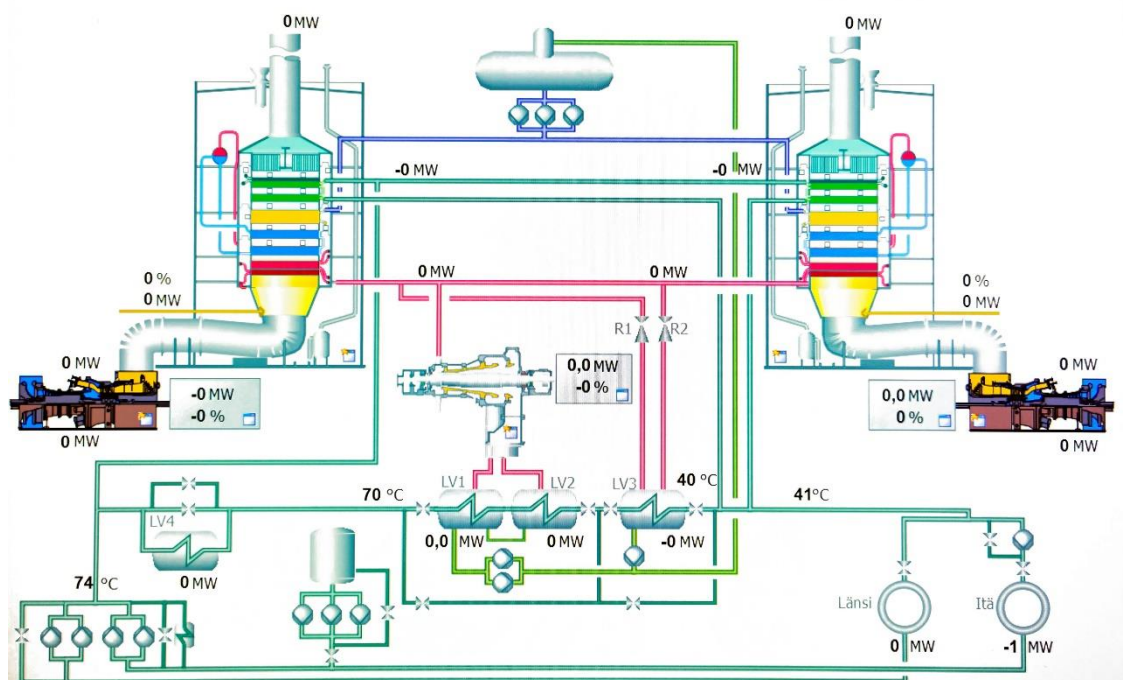 0 MW
0 MW
-0 MW
-0 MW
0 MW
0 MW
0 %
0 MW
0 %
0 MW
R1
R2
0 MW
-0 MW
-0 %
0,0 MW
-0 %
0,0 MW
0 %
0 MW
0 MW
0 MW
70 °C
LV1
LV2
LV3
40 °C
41°C
LV4
0,0 MW
0 MW
-0 MW
0 MW
74 °C
Länsi
Itä
0 MW
-1 MW